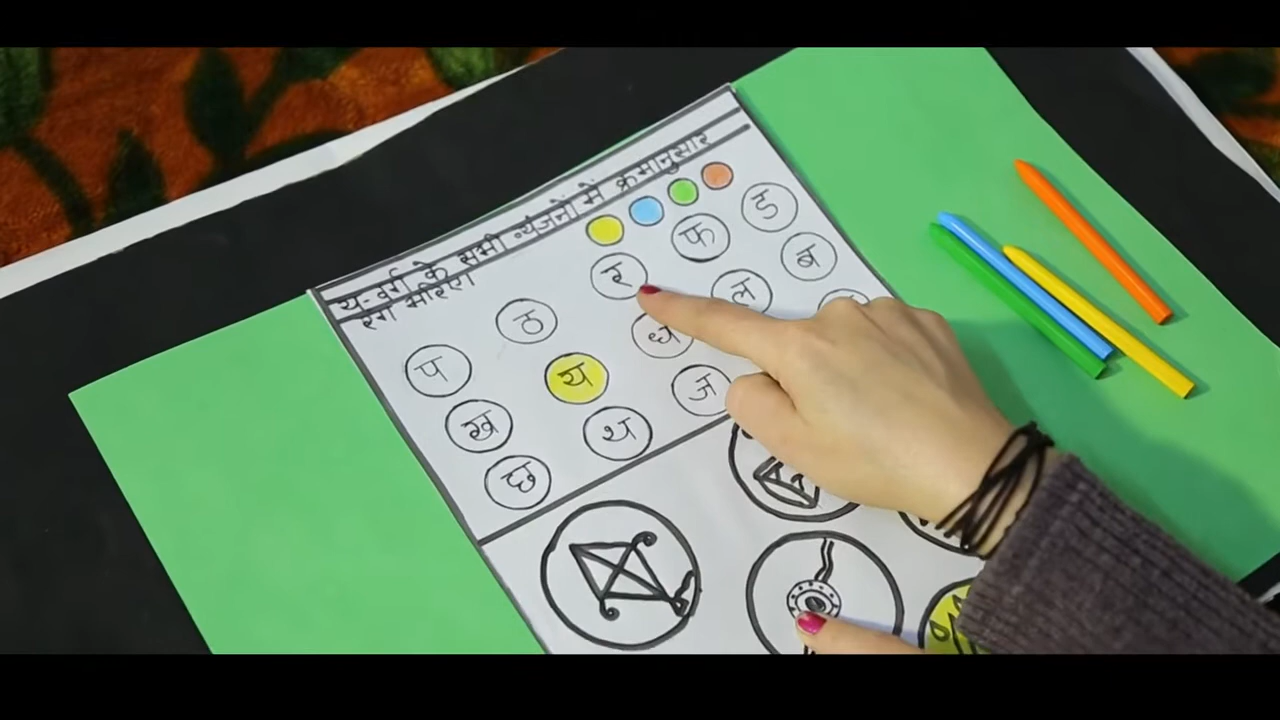 य-वर्ग के सभी व्यंजनों में क्रमानुसार
रंग भरिए।
प ठ र फ ड
ख य ध ल ब
छ थ ज